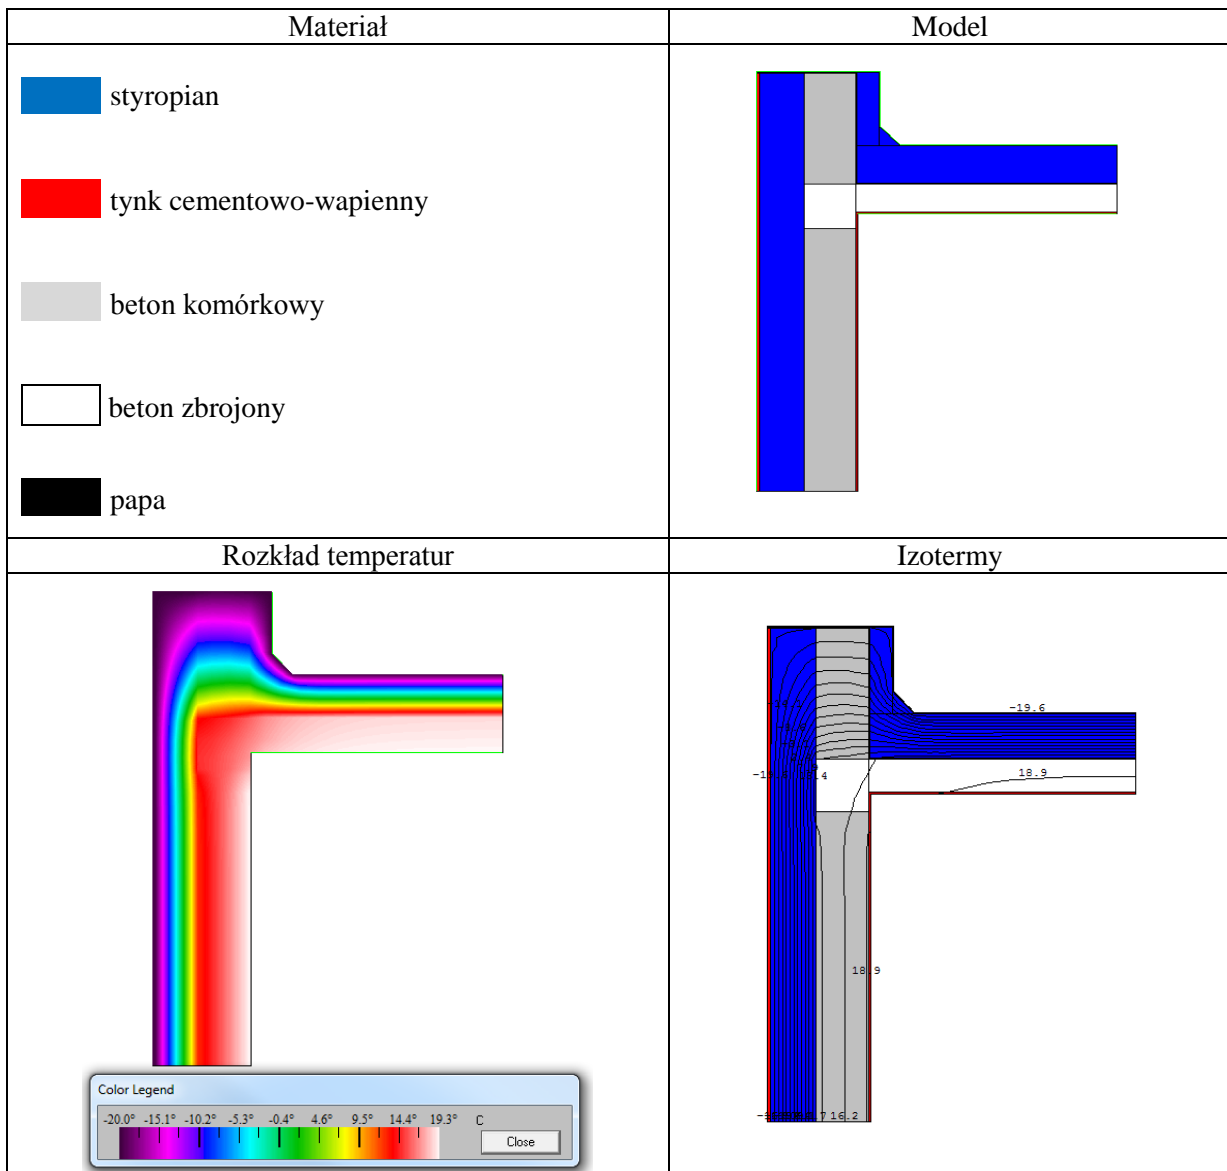 Materiał
Model
styropian
tynk cementowo-wapienny
beton komórkowy
beton zbrojony
papa
Rozkład temperatur
Izotermy
Color Legend
-20.0° -15.1° -10.2° -5.3° -0.4° 4.6° 9.5° 14.4° 19.3° C
Close
-19.6
18.9
18.9
16.2